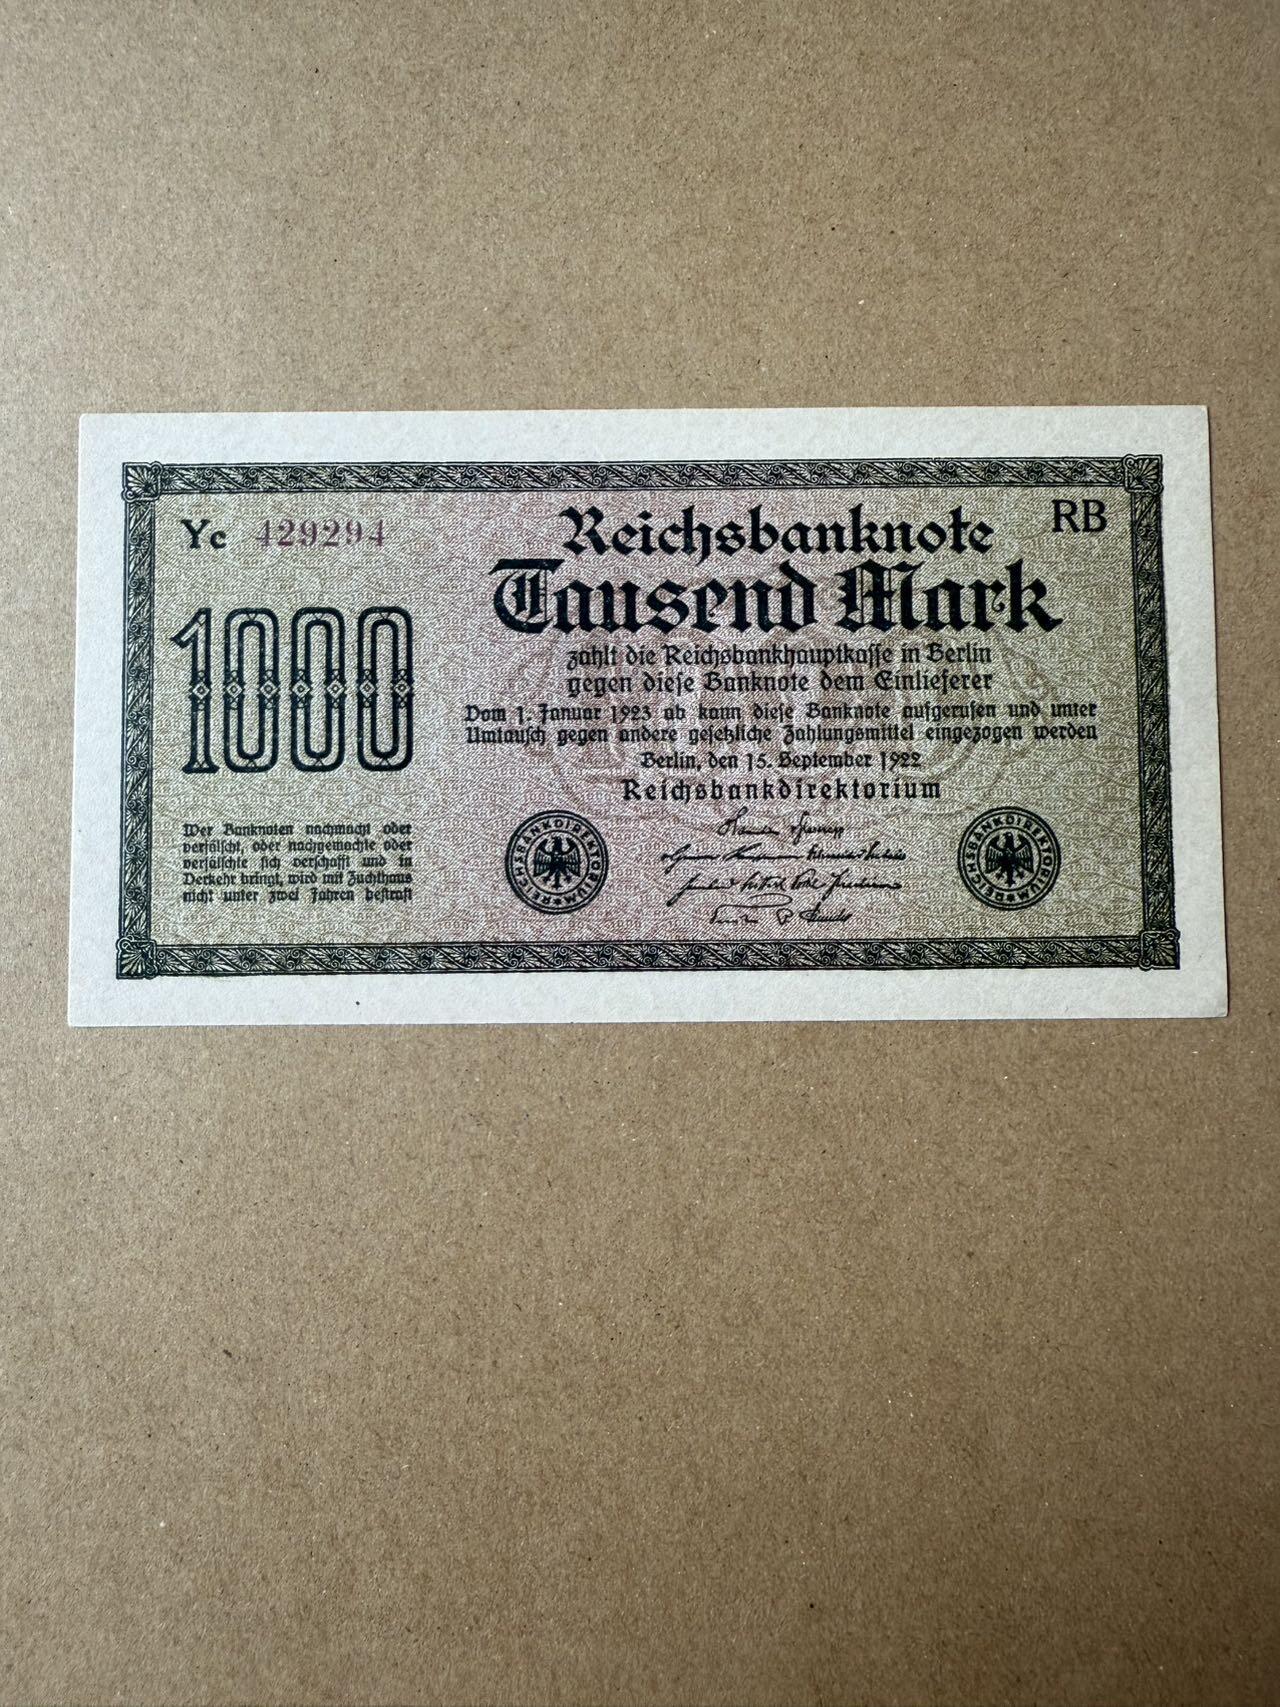 Yc 429294
RB
Reichsbanknote
Tausend Mark
zahlt die Reichsbankhauptkasse in Berlin
gegen diese Banknote dem Einlieferer
Vom 1. Januar 1923 ab kann diese Banknote aufgerufen und unter
Umtausch gegen andere gesetzliche Zahlungsmittel eingezogen werden
Berlin, den 15. September 1922
Reichsbankdirektorium
1000
Wer Banknoten nachmacht oder
verfälscht, oder nachgemachte oder
verfälschte sich verschafft und in
Verkehr bringt, wird mit Zuchthaus
nicht unter zwei Jahren bestraft
REICHSBANKDIREKTORIUM
REICHSBANKDIREKTORIUM